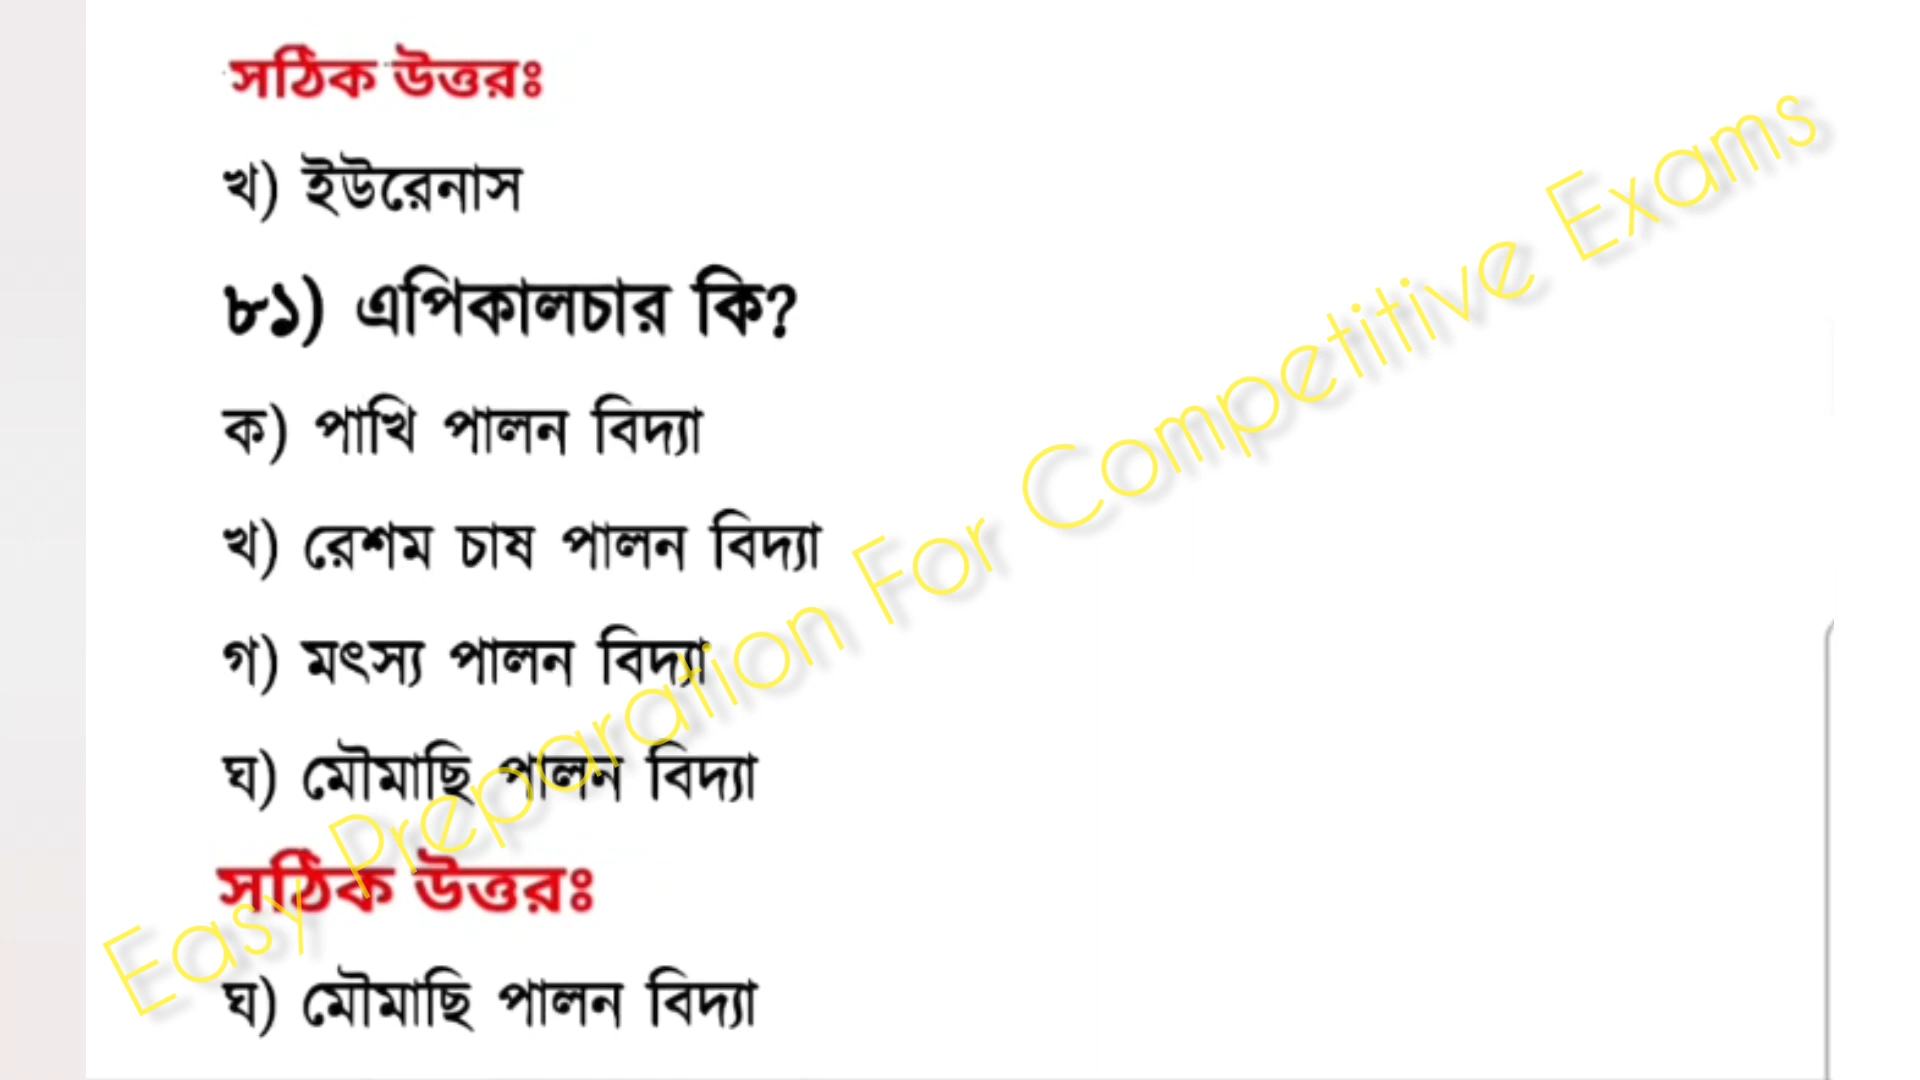 সঠিক উত্তরঃ
খ) ইউরেনাস
৮১) এপিকালচার কি?
ক) পাখি পালন বিদ্যা
খ) রেশম চাষ পালন বিদ্যা
গ) মৎস্য পালন বিদ্যা
ঘ) মৌমাছি পালন বিদ্যা
সঠিক উত্তরঃ
ঘ) মৌমাছি পালন বিদ্যা
Easy Preparation For Competitive Exams